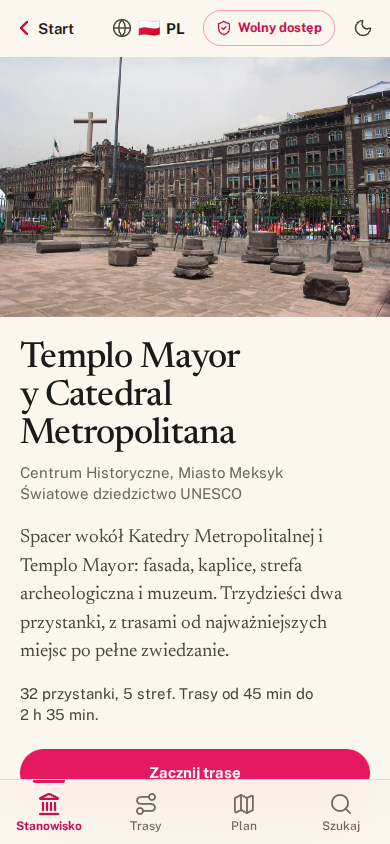 Start
PL
Wolny dostęp
Templo Mayor
y Catedral
Metropolitana
Centrum Historyczne, Miasto Meksyk
Światowe dziedzictwo UNESCO
Spacer wokół Katedry Metropolitalnej i
Templo Mayor: fasada, kaplice, strefa
archeologiczna i muzeum. Trzydzieści dwa
przystanki, z trasami od najważniejszych
miejsc po pełne zwiedzanie.
32 przystanki, 5 stref. Trasy od 45 min do
2 h 35 min.
Zacznij trasę
Stanowisko
Trasy
Plan
Szukaj